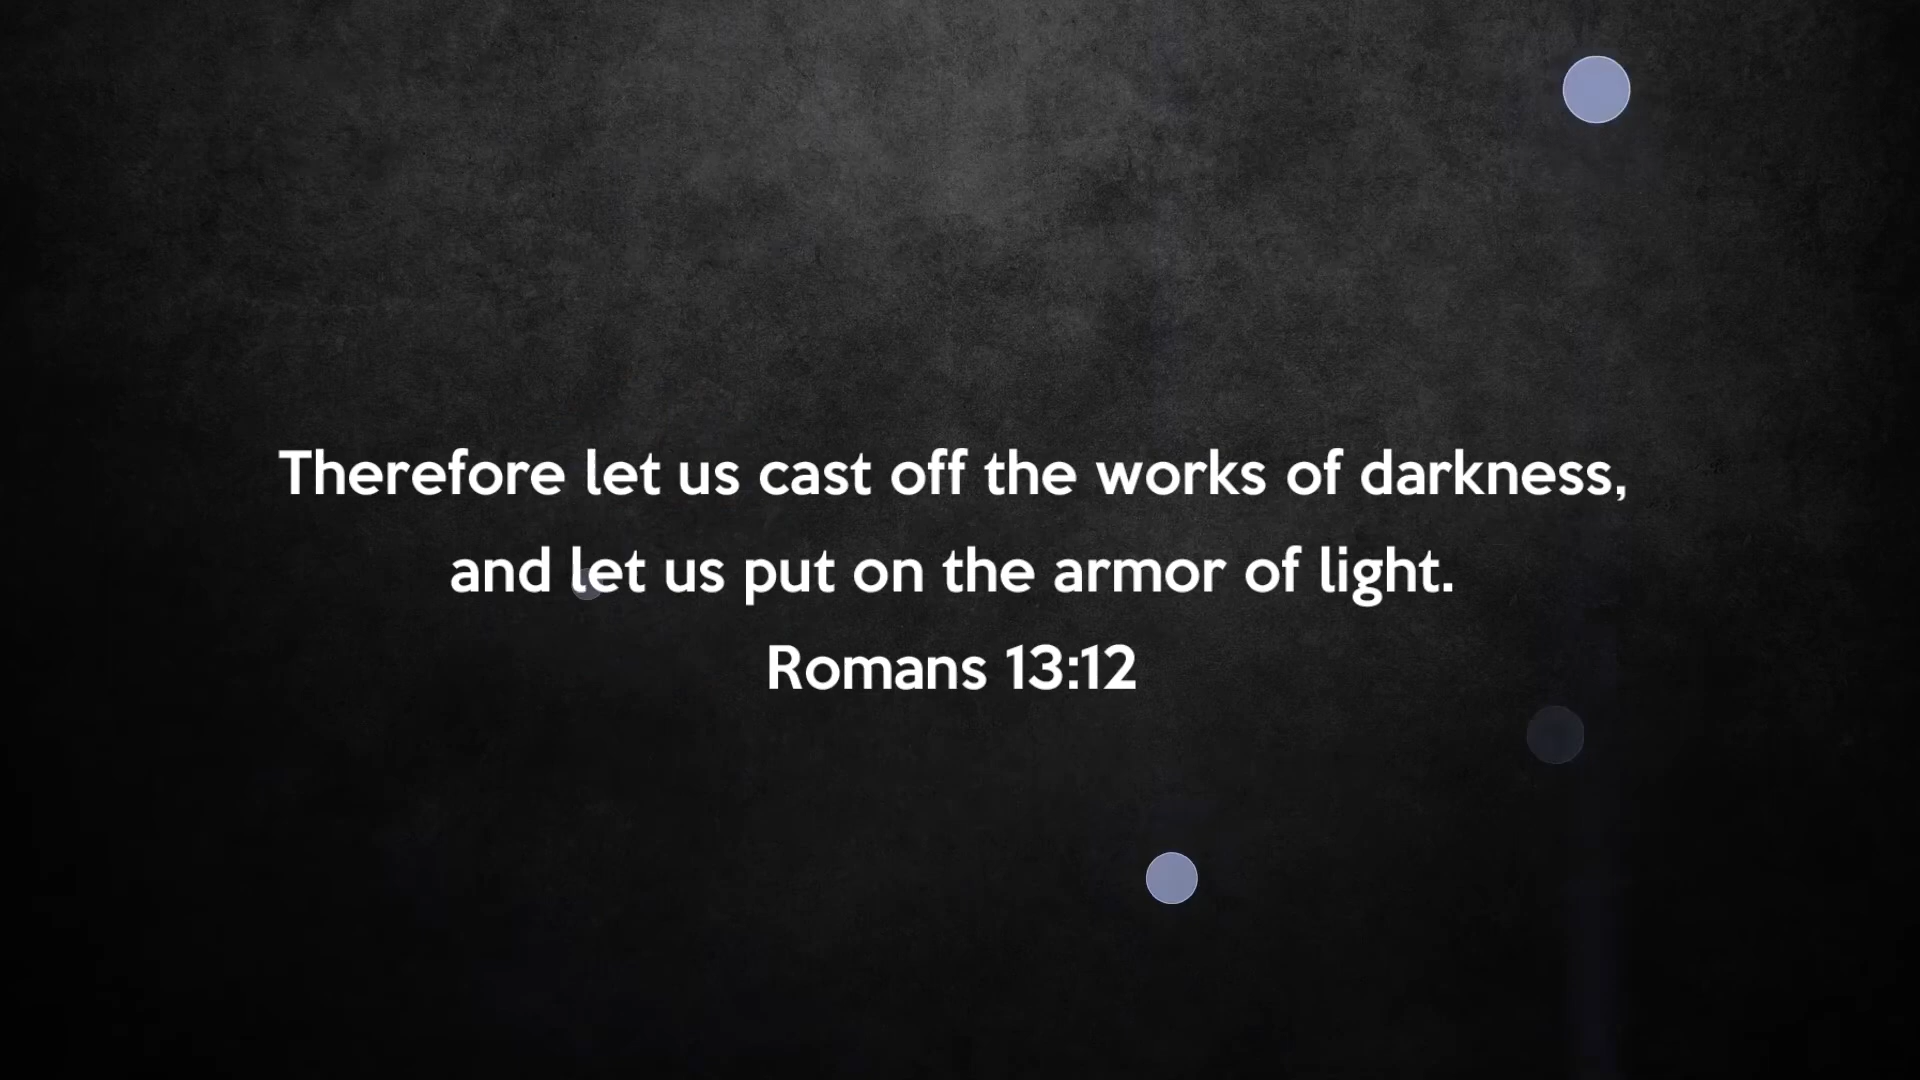 Therefore let us cast off the works of darkness,
and let us put on the armor of light.
Romans 13:12